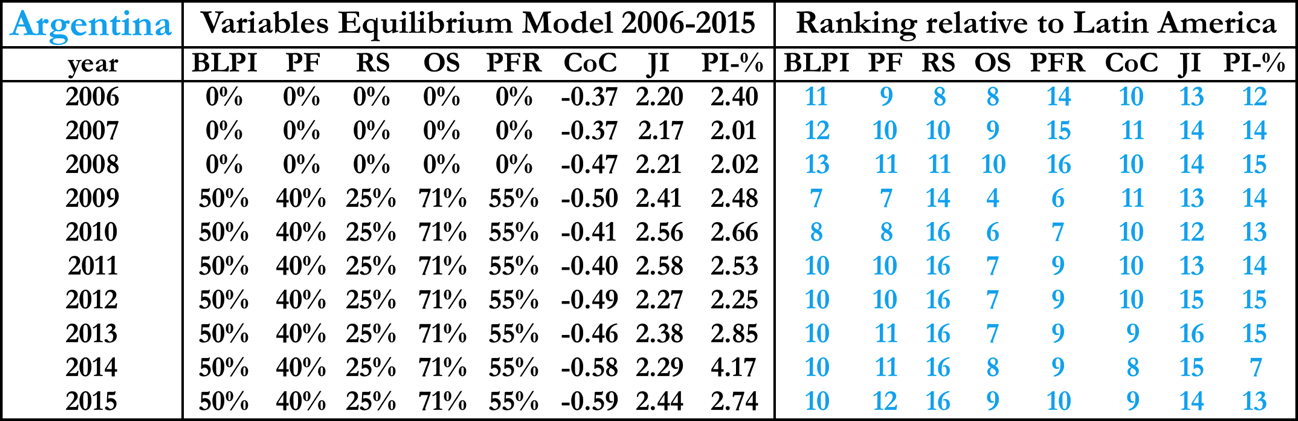 Argentina Variables Equilibrium Model 2006-2015 Ranking relative to Latin America
year BLPI PF RS OS PFR CoC JI PI-% BLPI PF RS OS PFR CoC JI PI-%
2006 0% 0% 0% 0% 0% -0.37 2.20 2.40 11 9 8 8 14 10 13 12
2007 0% 0% 0% 0% 0% -0.37 2.17 2.01 12 10 10 9 15 11 14 14
2008 0% 0% 0% 0% 0% -0.47 2.21 2.02 13 11 11 10 16 10 14 15
2009 50% 40% 25% 71% 55% -0.50 2.41 2.48 7 7 14 4 6 11 13 14
2010 50% 40% 25% 71% 55% -0.41 2.56 2.66 8 8 16 6 7 10 12 13
2011 50% 40% 25% 71% 55% -0.40 2.58 2.53 10 10 16 7 9 10 13 14
2012 50% 40% 25% 71% 55% -0.49 2.27 2.25 10 10 16 7 9 10 15 15
2013 50% 40% 25% 71% 55% -0.46 2.38 2.85 10 11 16 7 9 9 16 15
2014 50% 40% 25% 71% 55% -0.58 2.29 4.17 10 11 16 8 9 8 15 7
2015 50% 40% 25% 71% 55% -0.59 2.44 2.74 10 12 16 9 10 9 14 13